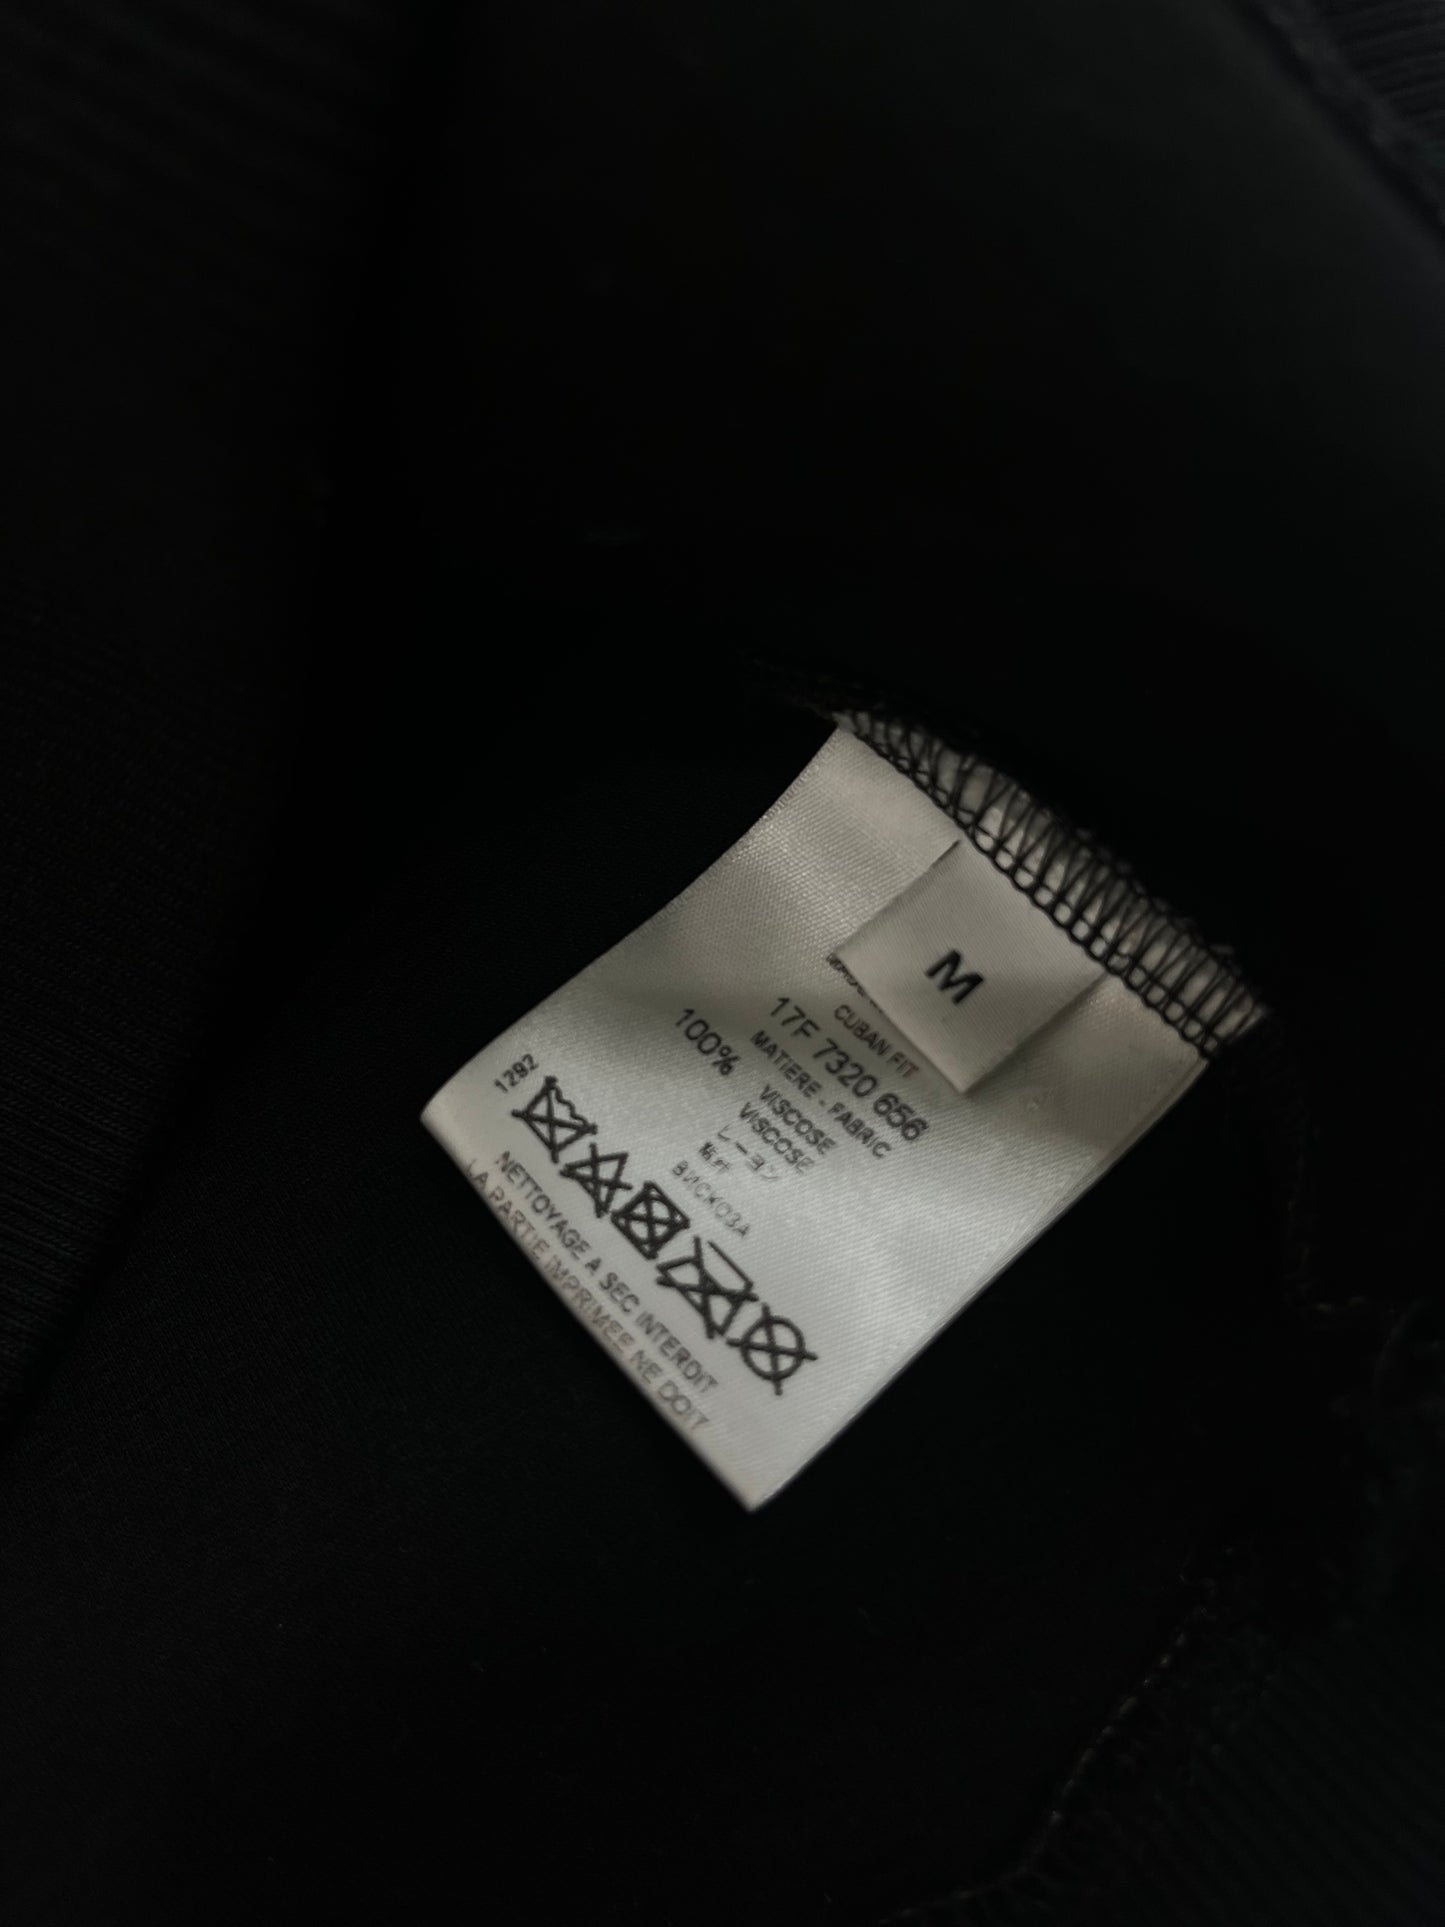 M
CUBAN FIT
17F 7320 656
MATIÈRE - FABRIC
100% VISCOSE
VISCOSE
レーヨン
ВИСКОЗА
1292
NETTOYAGE A SEC INTERDIT
LA PARTIE IMPRIMEE NE DOIT